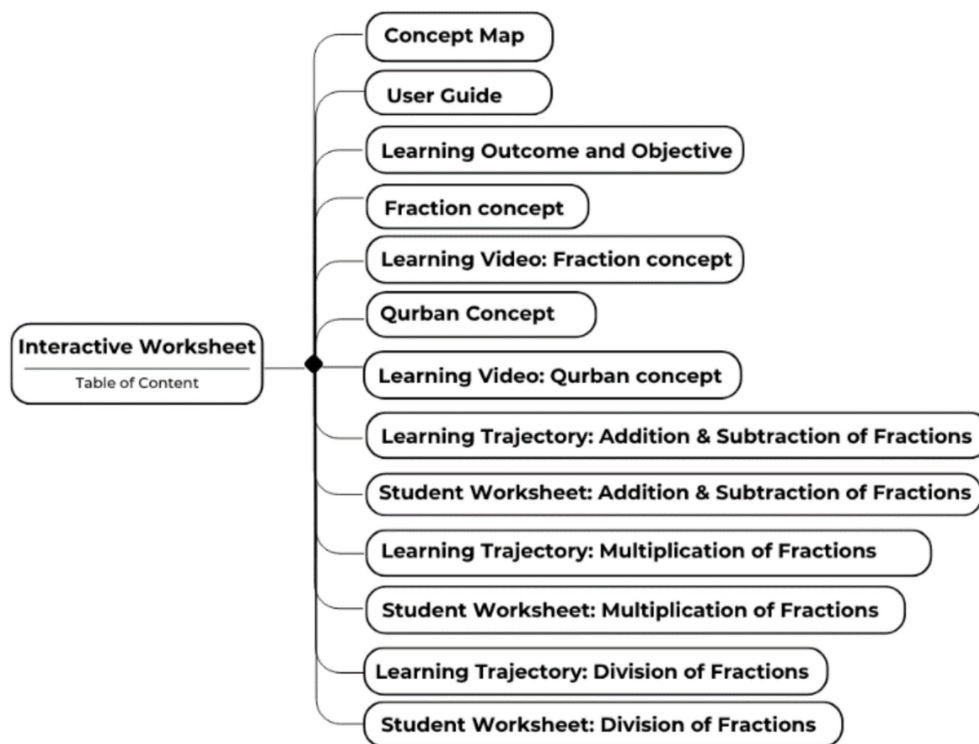 Concept Map
User Guide
Learning Outcome and Objective
Fraction concept
Learning Video: Fraction concept
Qurban Concept
Interactive Worksheet
Table of Content
Learning Video: Qurban concept
Learning Trajectory: Addition & Subtraction of Fractions
Student Worksheet: Addition & Subtraction of Fractions
Learning Trajectory: Multiplication of Fractions
Student Worksheet: Multiplication of Fractions
Learning Trajectory: Division of Fractions
Student Worksheet: Division of Fractions